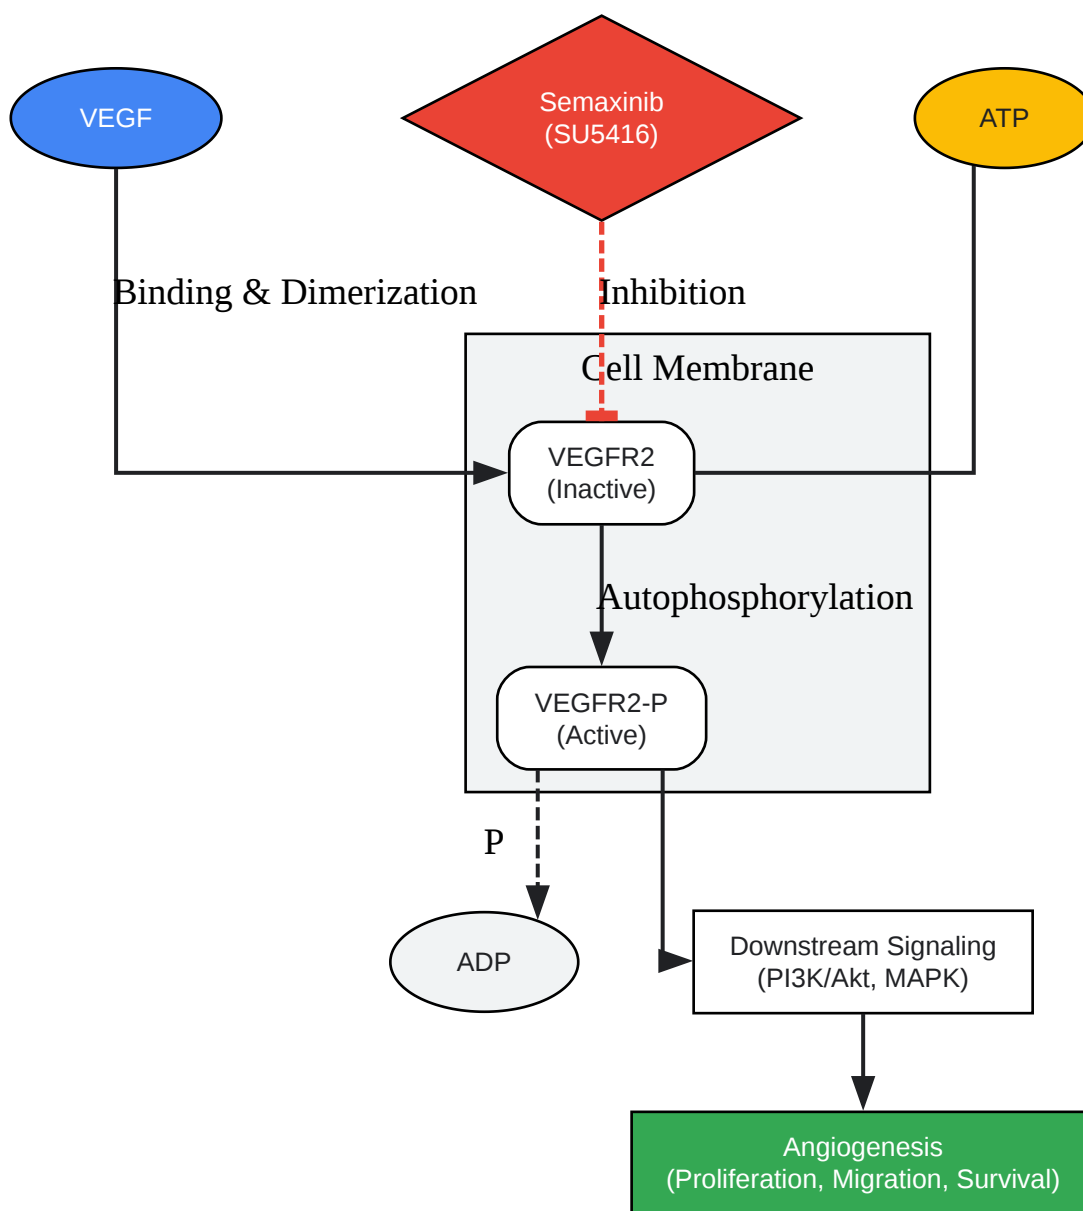 VEGF
Semaxinib
(SU5416)
ATP
Binding & Dimerization
Inhibition
Cell Membrane
VEGFR2
(Inactive)
Autophosphorylation
VEGFR2-P
(Active)
P
ADP
Downstream Signaling
(PI3K/Akt, MAPK)
Angiogenesis
(Proliferation, Migration, Survival)